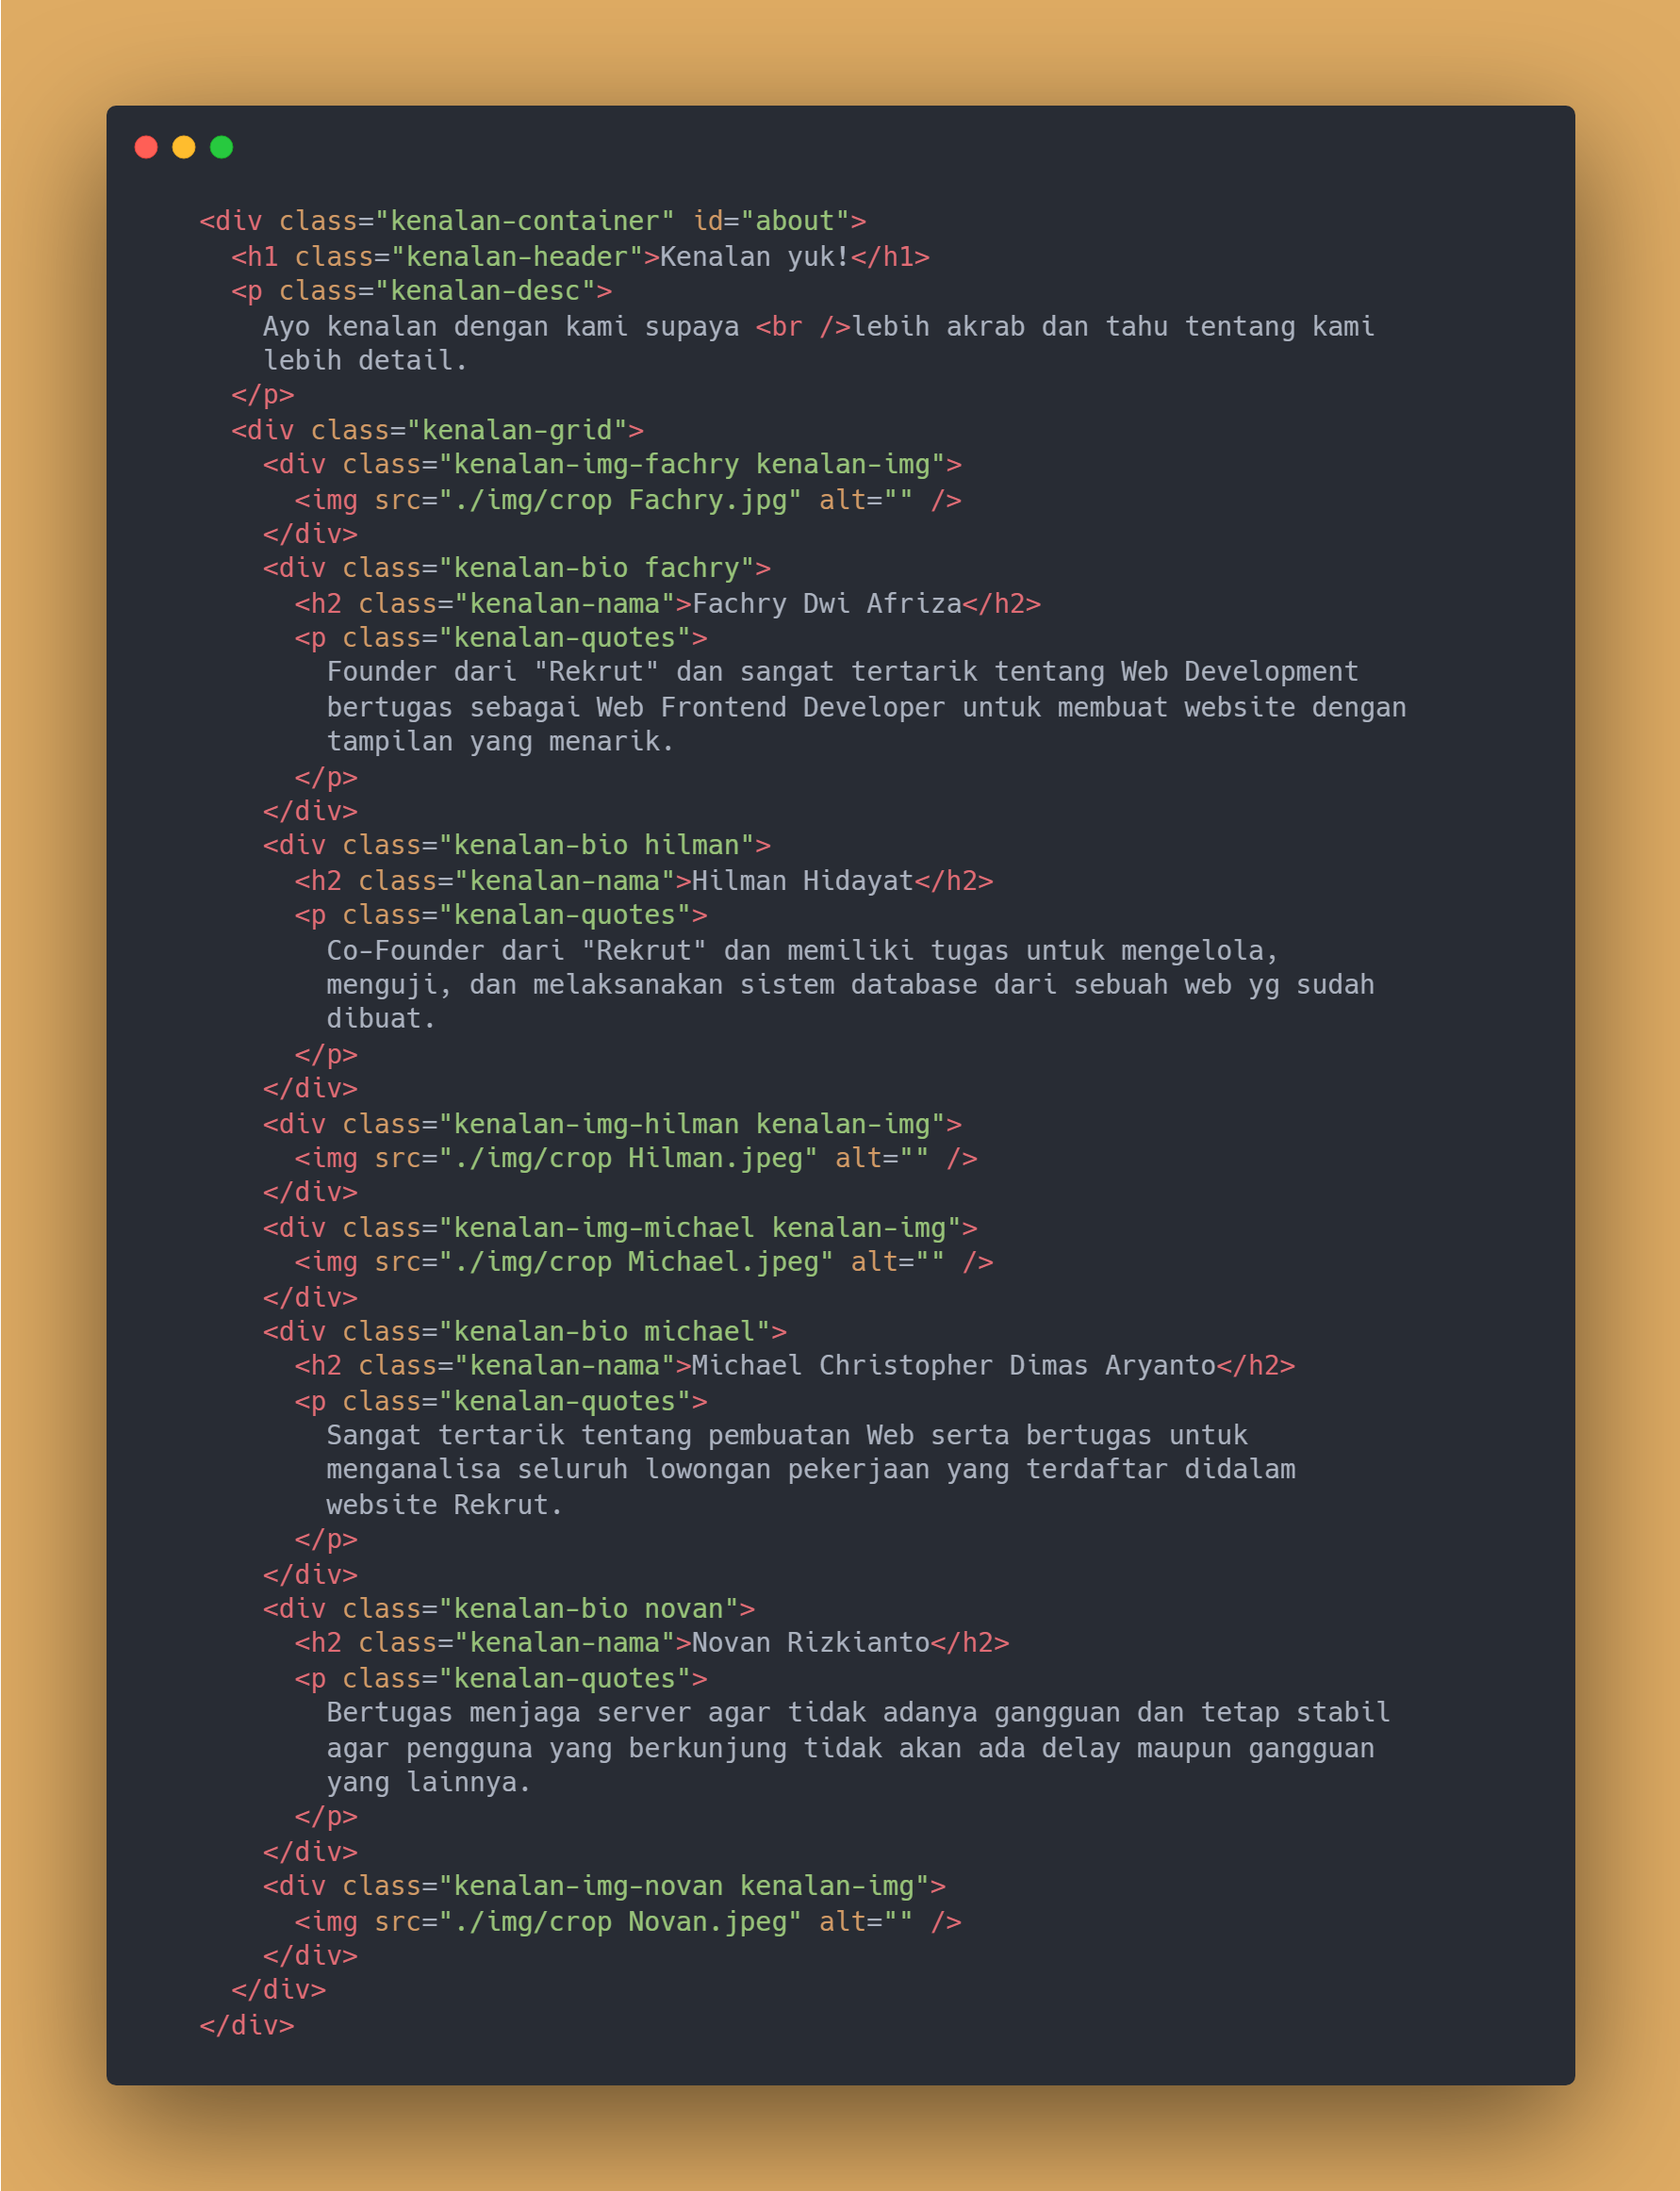 <div class="kenalan-container" id="about">
  <h1 class="kenalan-header">Kenalan yuk!</h1>
  <p class="kenalan-desc">
    Ayo kenalan dengan kami supaya <br />lebih akrab dan tahu tentang kami
    lebih detail.
  </p>
  <div class="kenalan-grid">
    <div class="kenalan-img-fachry kenalan-img">
      <img src="./img/crop Fachry.jpg" alt="" />
    </div>
    <div class="kenalan-bio fachry">
      <h2 class="kenalan-nama">Fachry Dwi Afriza</h2>
      <p class="kenalan-quotes">
        Founder dari "Rekrut" dan sangat tertarik tentang Web Development
        bertugas sebagai Web Frontend Developer untuk membuat website dengan
        tampilan yang menarik.
      </p>
    </div>
    <div class="kenalan-bio hilman">
      <h2 class="kenalan-nama">Hilman Hidayat</h2>
      <p class="kenalan-quotes">
        Co-Founder dari "Rekrut" dan memiliki tugas untuk mengelola,
        menguji, dan melaksanakan sistem database dari sebuah web yg sudah
        dibuat.
      </p>
    </div>
    <div class="kenalan-img-hilman kenalan-img">
      <img src="./img/crop Hilman.jpeg" alt="" />
    </div>
    <div class="kenalan-img-michael kenalan-img">
      <img src="./img/crop Michael.jpeg" alt="" />
    </div>
    <div class="kenalan-bio michael">
      <h2 class="kenalan-nama">Michael Christopher Dimas Aryanto</h2>
      <p class="kenalan-quotes">
        Sangat tertarik tentang pembuatan Web serta bertugas untuk
        menganalisa seluruh lowongan pekerjaan yang terdaftar didalam
        website Rekrut.
      </p>
    </div>
    <div class="kenalan-bio novan">
      <h2 class="kenalan-nama">Novan Rizkianto</h2>
      <p class="kenalan-quotes">
        Bertugas menjaga server agar tidak adanya gangguan dan tetap stabil
        agar pengguna yang berkunjung tidak akan ada delay maupun gangguan
        yang lainnya.
      </p>
    </div>
    <div class="kenalan-img-novan kenalan-img">
      <img src="./img/crop Novan.jpeg" alt="" />
    </div>
  </div>
</div>